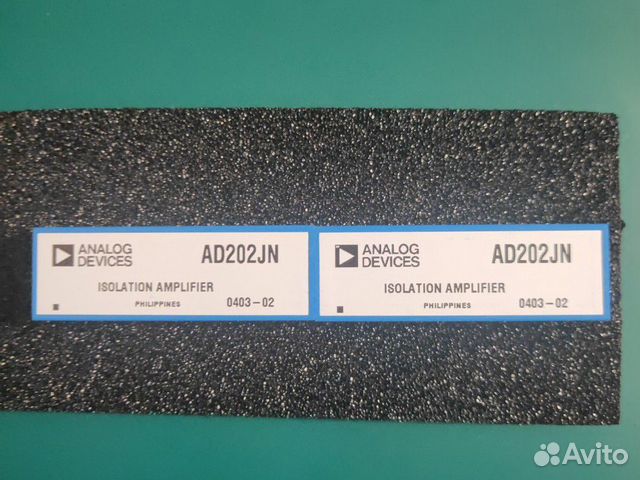 ANALOG
DEVICES
AD202JN
ISOLATION AMPLIFIER
PHILIPPINES
0403-02
ANALOG
DEVICES
AD202JN
ISOLATION AMPLIFIER
PHILIPPINES
0403-02
Avito